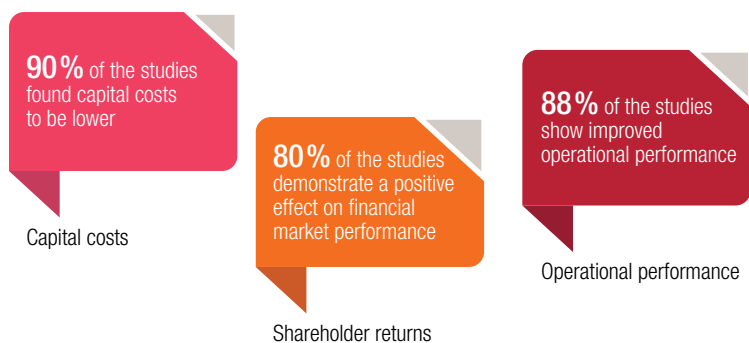 90% of the studies
found capital costs
to be lower
Capital costs
80% of the studies
demonstrate a positive
effect on financial
market performance
Shareholder returns
88% of the studies
show improved
operational performance
Operational performance